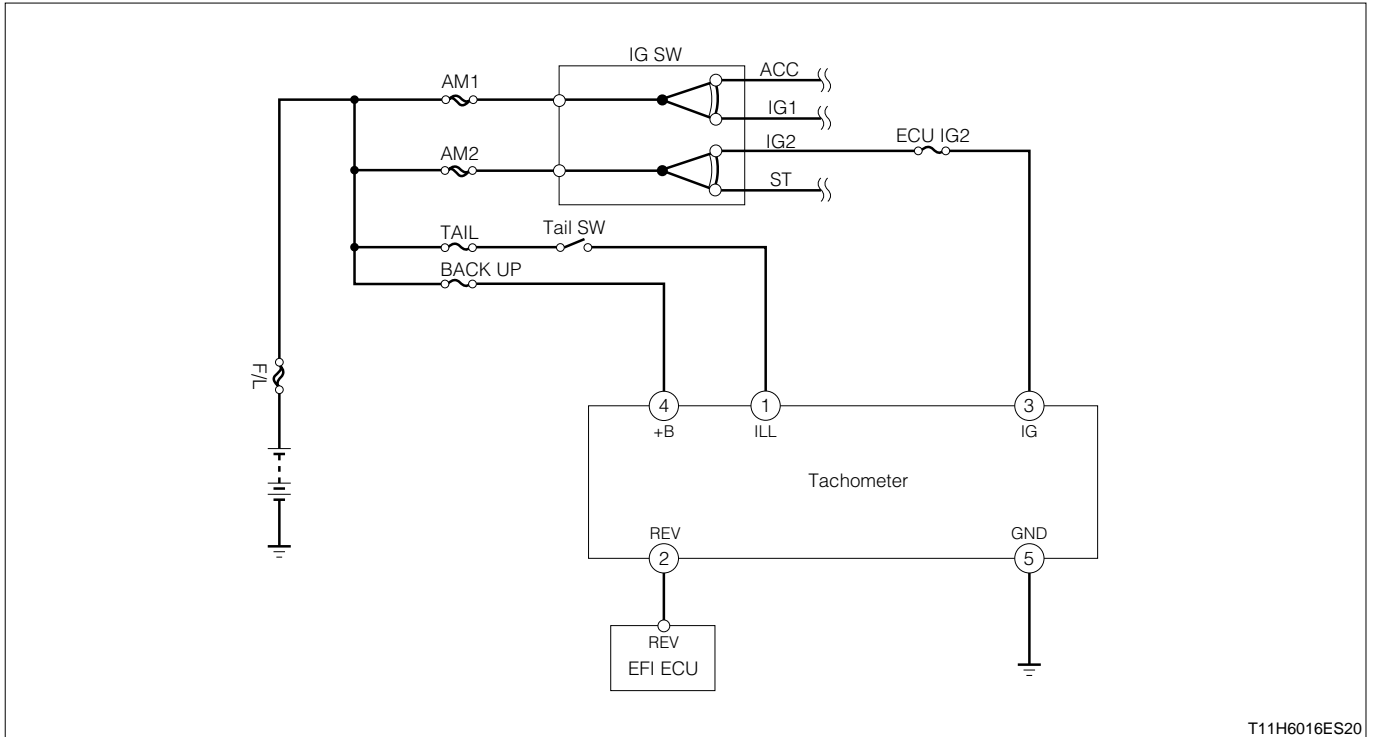 IG SW
ACC
AM1
IG1
IG2
ECU IG2
AM2
ST
TAIL
Tail SW
BACK UP
F/L
4
1
3
+B
ILL
IG
Tachometer
REV
GND
2
5
REV
EFI ECU
T11H6016ES20